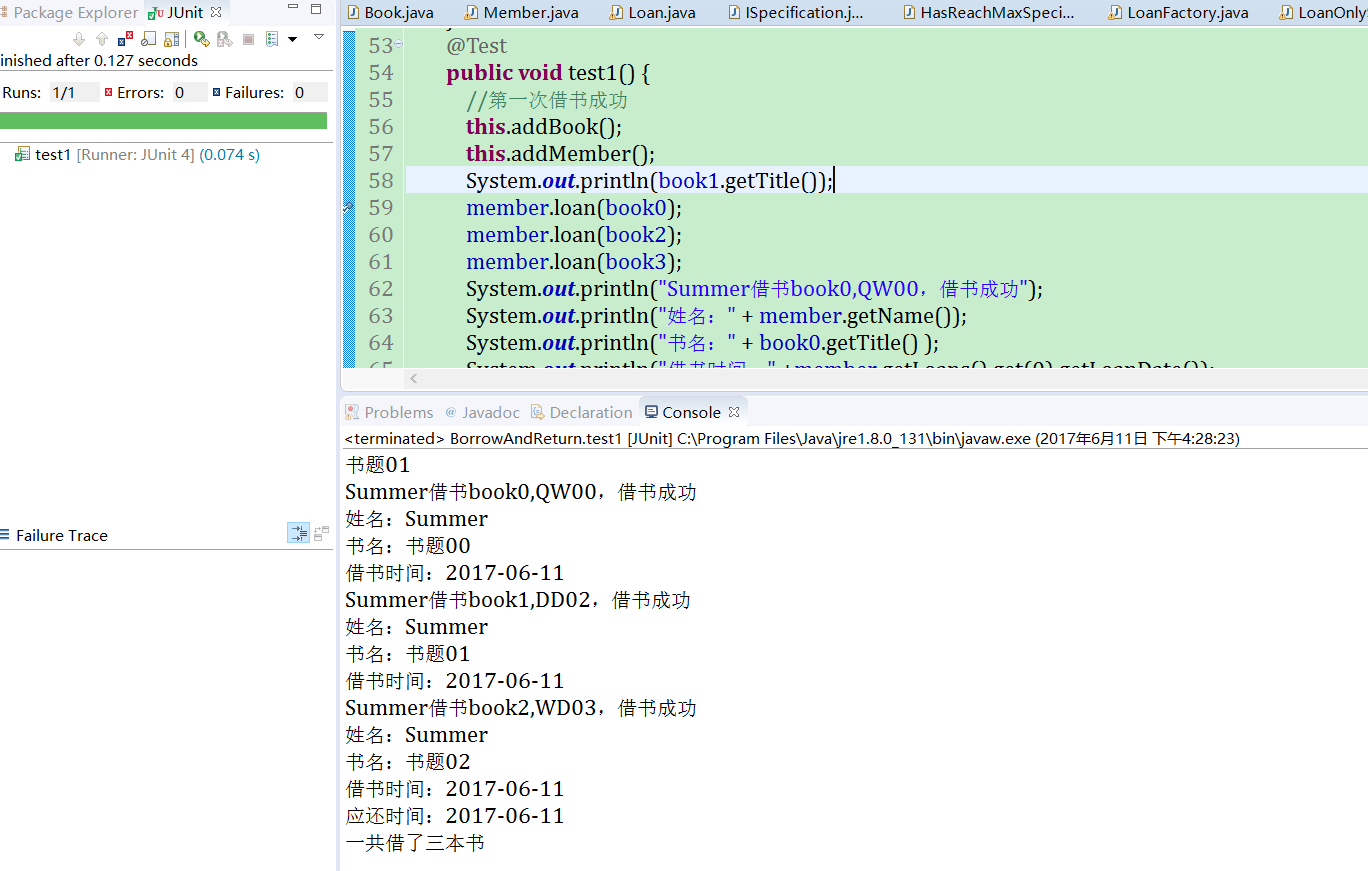 Package Explorer JUnit
inished after 0.127 seconds
Runs: 1/1 Errors: 0 Failures: 0
test1 [Runner: JUnit 4] (0.074 s)
Failure Trace
Book.java Member.java Loan.java ISpecification.j... HasReachMaxSpeci... LoanFactory.java LoanOnly
53 @Test
54 public void test1() {
55 //第一次借书成功
56 this.addBook();
57 this.addMember();
58 System.out.println(book1.getTitle());
59 member.loan(book0);
60 member.loan(book2);
61 member.loan(book3);
62 System.out.println("Summer借书book0,QW00，借书成功");
63 System.out.println("姓名：" + member.getName());
64 System.out.println("书名：" + book0.getTitle() );
65 System.out.println("借书时间：" +member.getLoans().get(0).getLoanDate());
Problems @ Javadoc Declaration Console
<terminated> BorrowAndReturn.test1 [JUnit] C:\Program Files\Java\jre1.8.0_131\bin\javaw.exe (2017年6月11日 下午4:28:23)
书题01
Summer借书book0,QW00，借书成功
姓名：Summer
书名：书题00
借书时间：2017-06-11
Summer借书book1,DD02，借书成功
姓名：Summer
书名：书题01
借书时间：2017-06-11
Summer借书book2,WD03，借书成功
姓名：Summer
书名：书题02
借书时间：2017-06-11
应还时间：2017-06-11
一共借了三本书